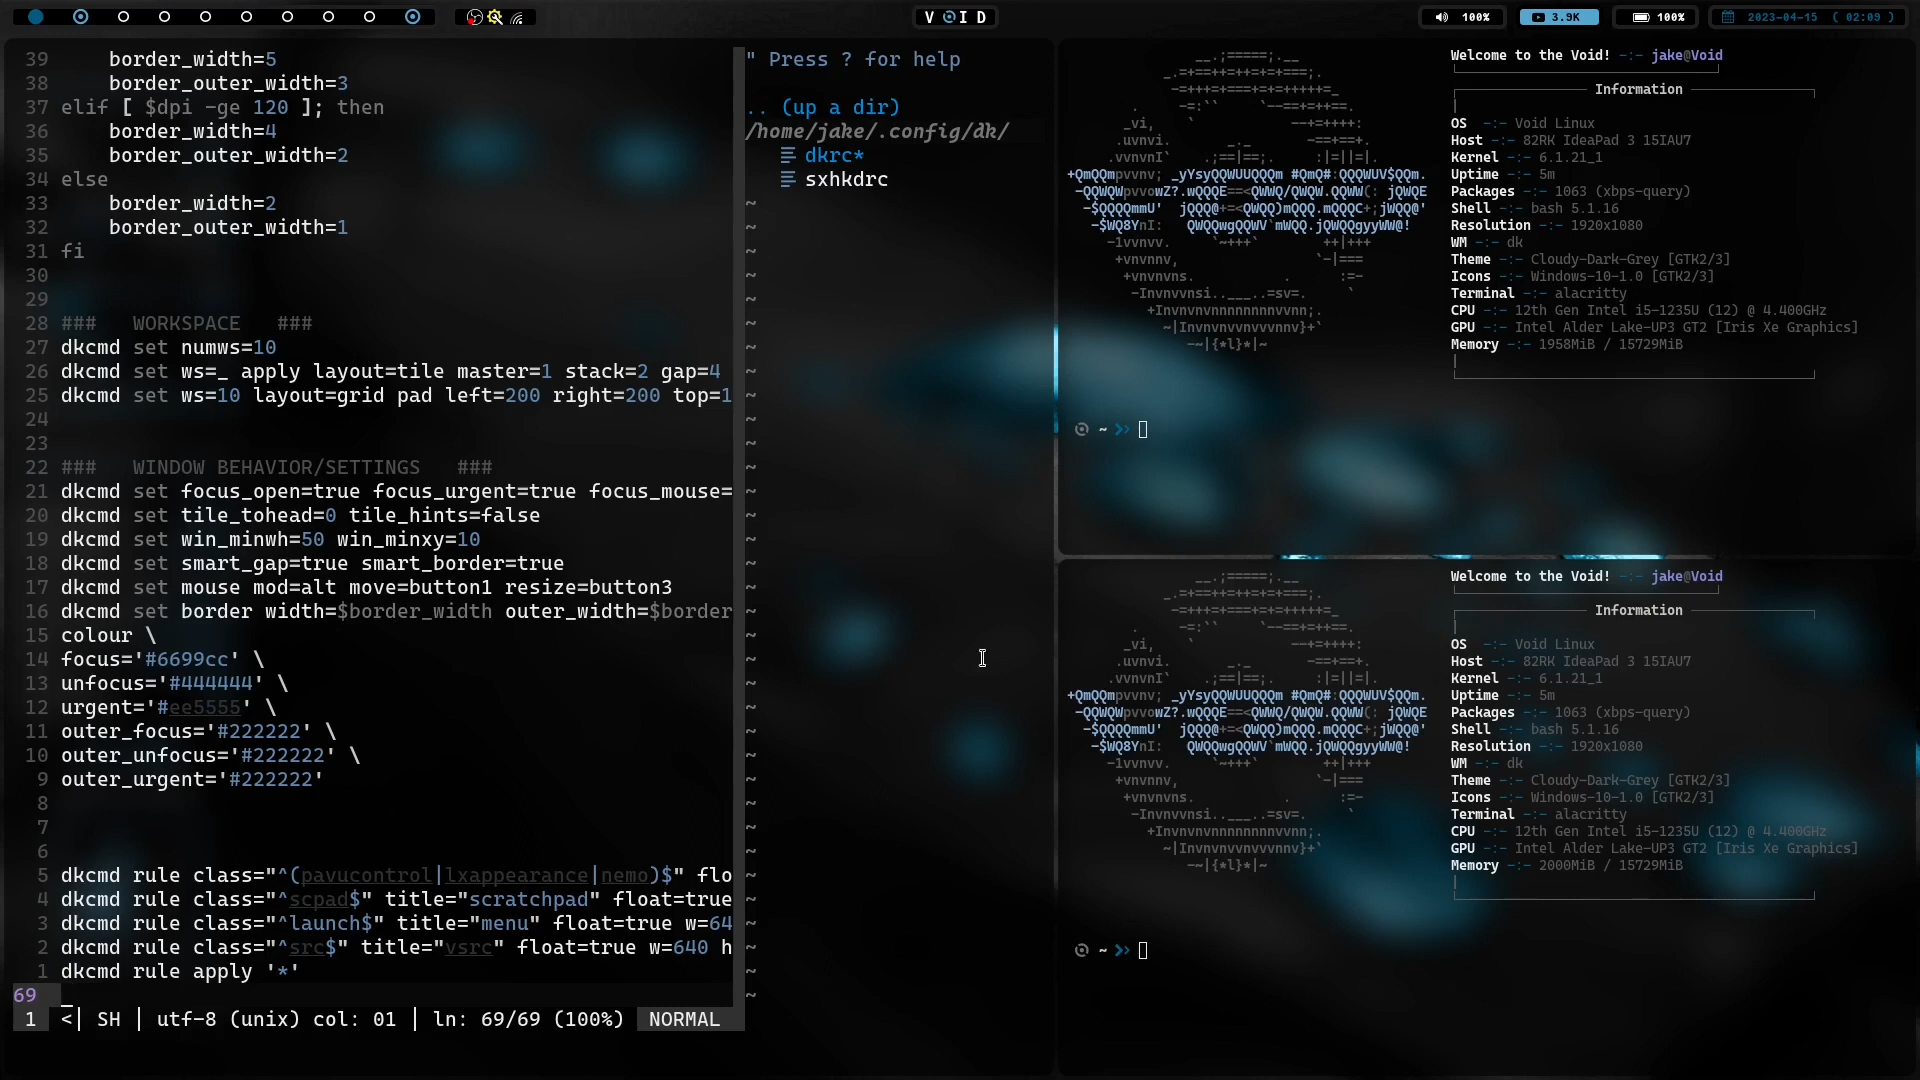 V I D
100%
3.9K
100%
2023-04-15 ( 02:09 )
39 border_width=5
38 border_outer_width=3
37 elif [ $dpi -ge 120 ]; then
36 border_width=4
35 border_outer_width=2
34 else
33 border_width=2
32 border_outer_width=1
31 fi
30
29
28 ### WORKSPACE ###
27 dkcmd set numws=10
26 dkcmd set ws=_ apply layout=tile master=1 stack=2 gap=4
25 dkcmd set ws=10 layout=grid pad left=200 right=200 top=1
24
23
22 ### WINDOW BEHAVIOR/SETTINGS ###
21 dkcmd set focus_open=true focus_urgent=true focus_mouse=
20 dkcmd set tile_tohead=0 tile_hints=false
19 dkcmd set win_minwh=50 win_minxy=10
18 dkcmd set smart_gap=true smart_border=true
17 dkcmd set mouse mod=alt move=button1 resize=button3
16 dkcmd set border width=$border_width outer_width=$border
15 colour \
14 focus='#6699cc' \
13 unfocus='#444444' \
12 urgent='#ee5555' \
11 outer_focus='#222222' \
10 outer_unfocus='#222222' \
9 outer_urgent='#222222'
8
7
6
5 dkcmd rule class="^(pavucontrol|lxappearance|nemo)$" flo
4 dkcmd rule class="^scpad$" title="scratchpad" float=true
3 dkcmd rule class="^launch$" title="menu" float=true w=64
2 dkcmd rule class="^src$" title="vsrc" float=true w=640 h
1 dkcmd rule apply '*'
69
1 <| SH | utf-8 (unix) col: 01 | ln: 69/69 (100%) NORMAL
" Press ? for help
.. (up a dir)
/home/jake/.config/dk/
dkrc*
sxhkdrc
Welcome to the Void! -:- jake@Void
Information
OS -:- Void Linux
Host -:- 82RK IdeaPad 3 15IAU7
Kernel -:- 6.1.21_1
Uptime -:- 5m
Packages -:- 1063 (xbps-query)
Shell -:- bash 5.1.16
Resolution -:- 1920x1080
WM -:- dk
Theme -:- Cloudy-Dark-Grey [GTK2/3]
Icons -:- Windows-10-1.0 [GTK2/3]
Terminal -:- alacritty
CPU -:- 12th Gen Intel i5-1235U (12) @ 4.400GHz
GPU -:- Intel Alder Lake-UP3 GT2 [Iris Xe Graphics]
Memory -:- 1958MiB / 15729MiB
~
Welcome to the Void! -:- jake@Void
Information
OS -:- Void Linux
Host -:- 82RK IdeaPad 3 15IAU7
Kernel -:- 6.1.21_1
Uptime -:- 5m
Packages -:- 1063 (xbps-query)
Shell -:- bash 5.1.16
Resolution -:- 1920x1080
WM -:- dk
Theme -:- Cloudy-Dark-Grey [GTK2/3]
Icons -:- Windows-10-1.0 [GTK2/3]
Terminal -:- alacritty
CPU -:- 12th Gen Intel i5-1235U (12) @ 4.400GHz
GPU -:- Intel Alder Lake-UP3 GT2 [Iris Xe Graphics]
Memory -:- 2000MiB / 15729MiB
~